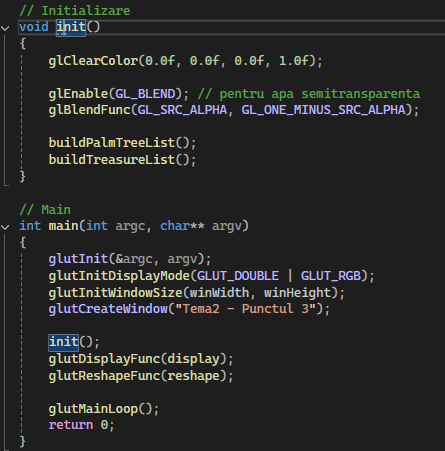 // Initializare
void init()
{
    glClearColor(0.0f, 0.0f, 0.0f, 1.0f);

    glEnable(GL_BLEND); // pentru apa semitransparenta
    glBlendFunc(GL_SRC_ALPHA, GL_ONE_MINUS_SRC_ALPHA);

    buildPalmTreeList();
    buildTreasureList();
}

// Main
int main(int argc, char** argv)
{
    glutInit(&argc, argv);
    glutInitDisplayMode(GLUT_DOUBLE | GLUT_RGB);
    glutInitWindowSize(winWidth, winHeight);
    glutCreateWindow("Tema2 - Punctul 3");

    init();
    glutDisplayFunc(display);
    glutReshapeFunc(reshape);

    glutMainLoop();
    return 0;
}